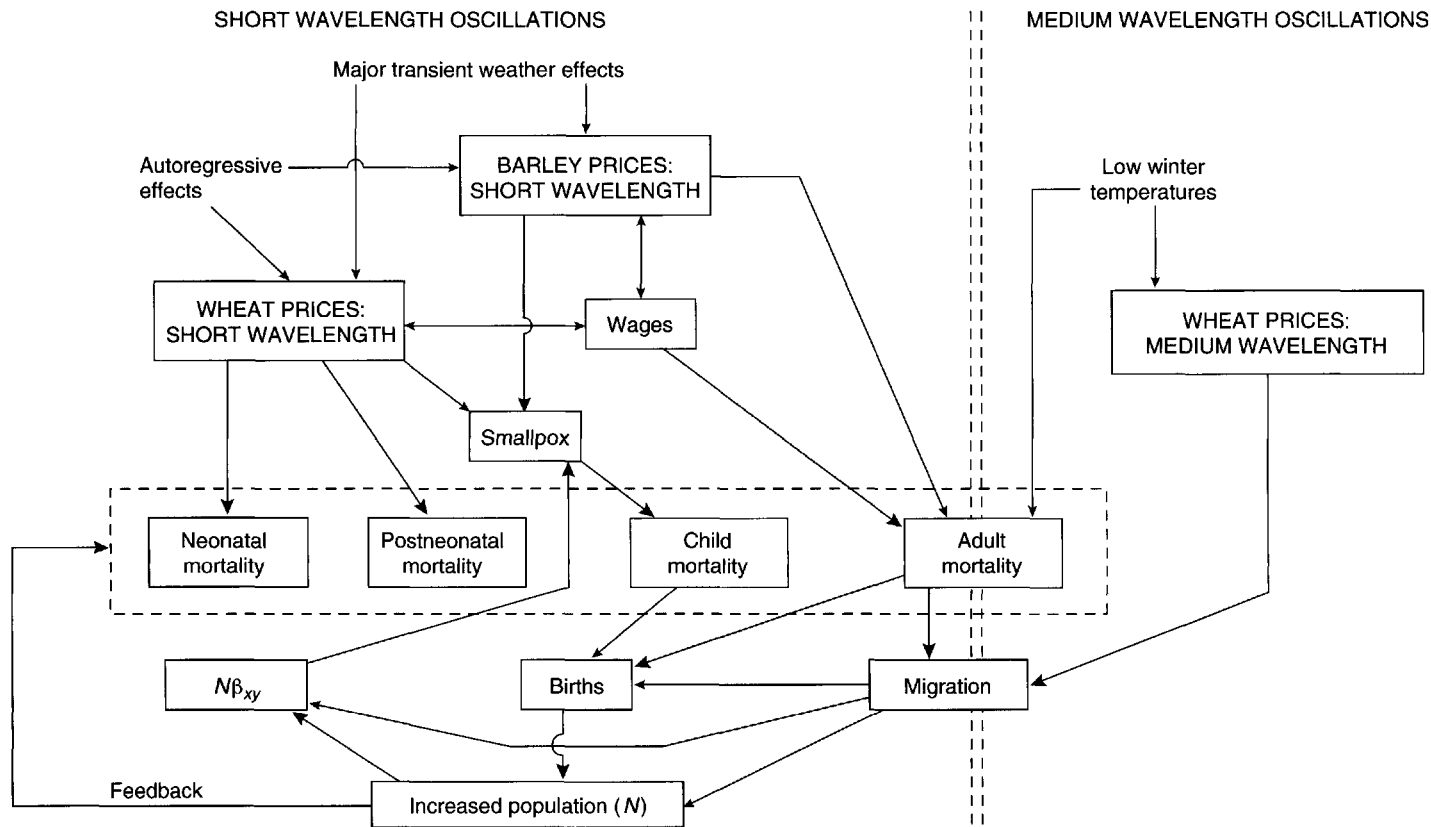 SHORT WAVELENGTH OSCILLATIONS
MEDIUM WAVELENGTH OSCILLATIONS
Major transient weather effects
Autoregressive
effects
BARLEY PRICES:
SHORT WAVELENGTH
Low winter
temperatures
WHEAT PRICES:
SHORT WAVELENGTH
Wages
WHEAT PRICES:
MEDIUM WAVELENGTH
Smallpox
Neonatal
mortality
Postneonatal
mortality
Child
mortality
Adult
mortality
Nβxy
Births
Migration
Feedback
Increased population (N)